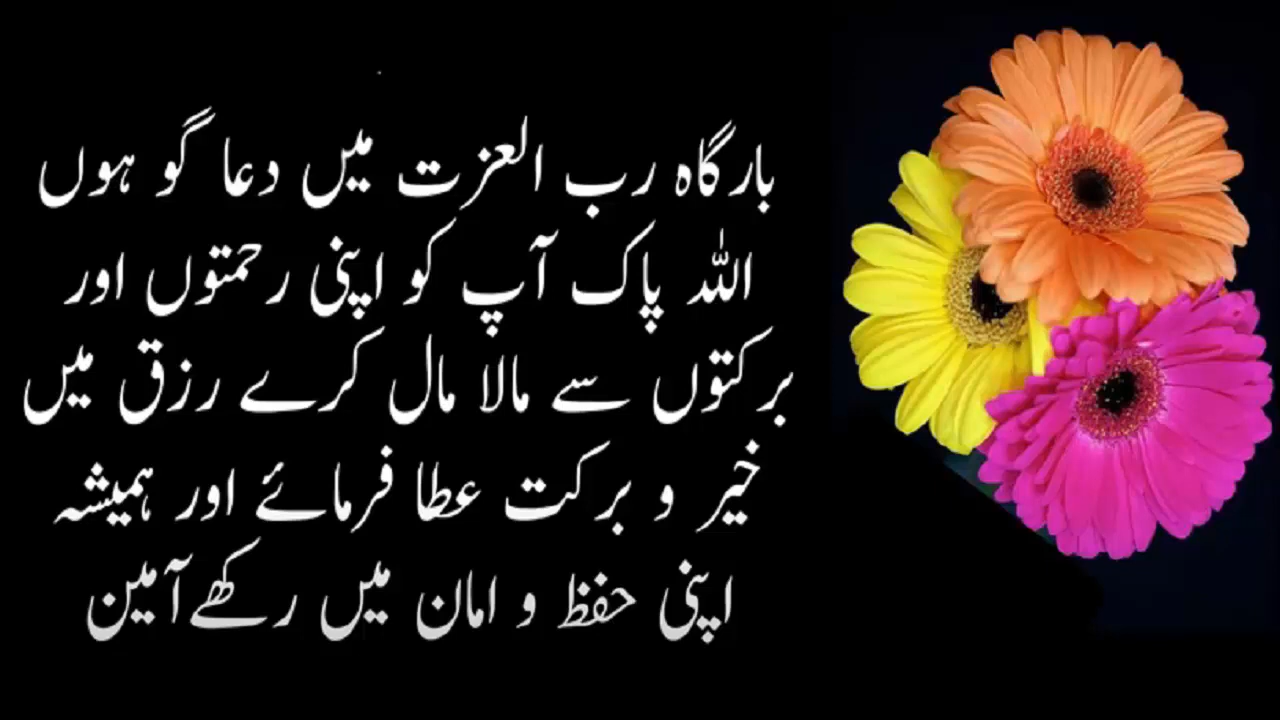 بارگاہ رب العزت میں دعا گو ہوں
اللہ پاک آپ کو اپنی رحمتوں اور
برکتوں سے مالا مال کرے رزق میں
خیر و برکت عطا فرمائے اور ہمیشہ
اپنی حفظ و امان میں رکھے آمین